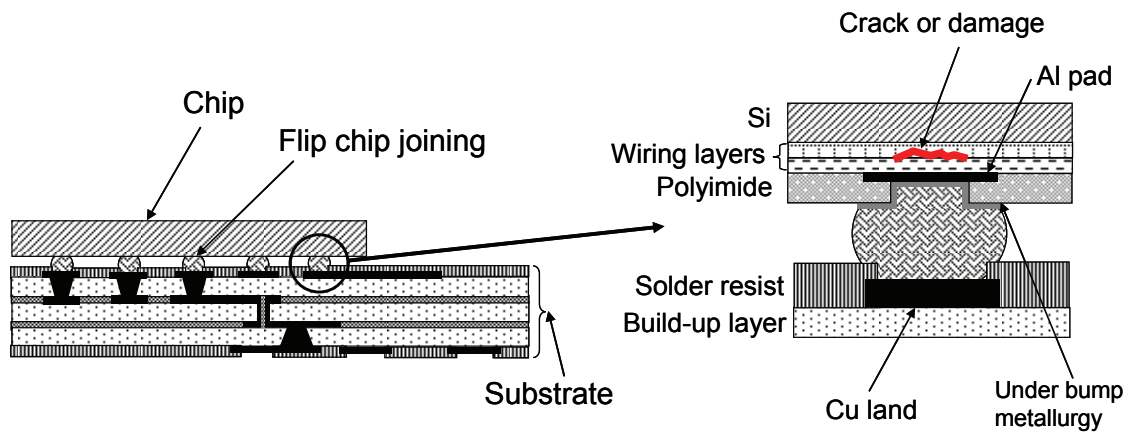 Chip
Flip chip joining
Substrate
Crack or damage
Al pad
Si
Wiring layers
Polyimide
Solder resist
Build-up layer
Cu land
Under bump
metallurgy